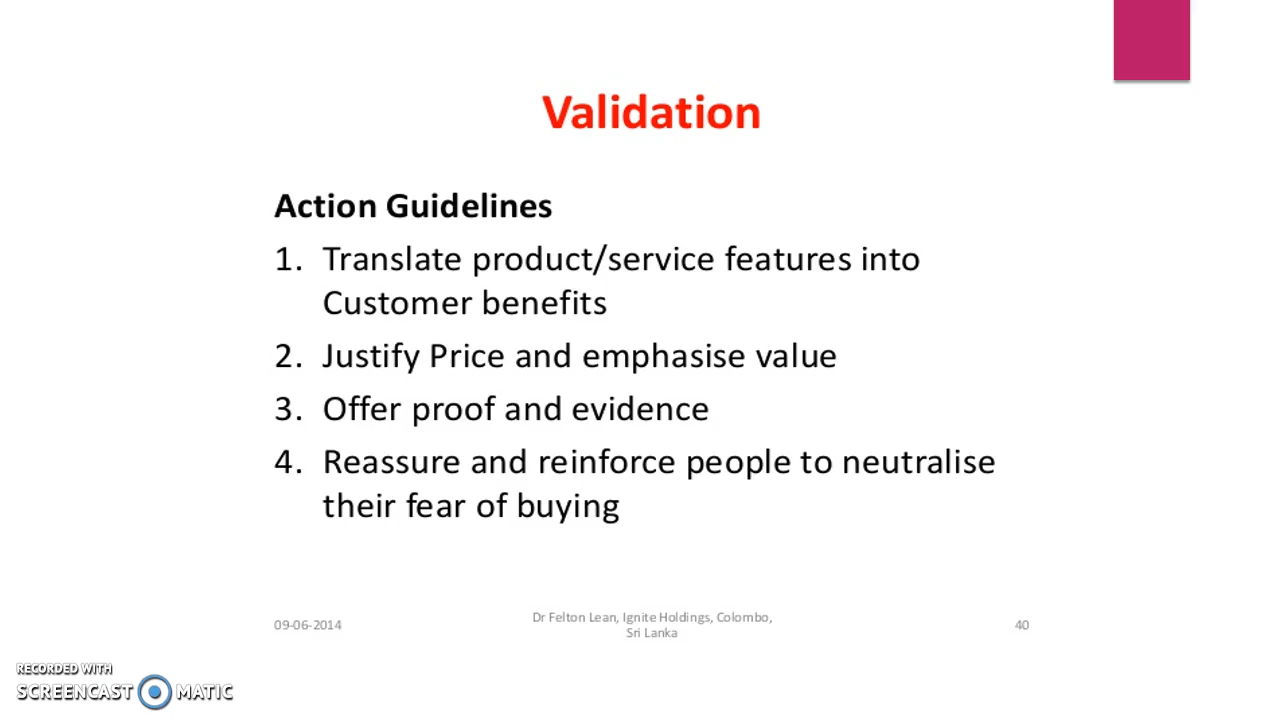 Validation
Action Guidelines
1. Translate product/service features into
Customer benefits
2. Justify Price and emphasise value
3. Offer proof and evidence
4. Reassure and reinforce people to neutralise
their fear of buying
09-06-2014
Dr Felton Lean, Ignite Holdings, Colombo,
Sri Lanka
40
RECORDED WITH
SCREENCAST MATIC